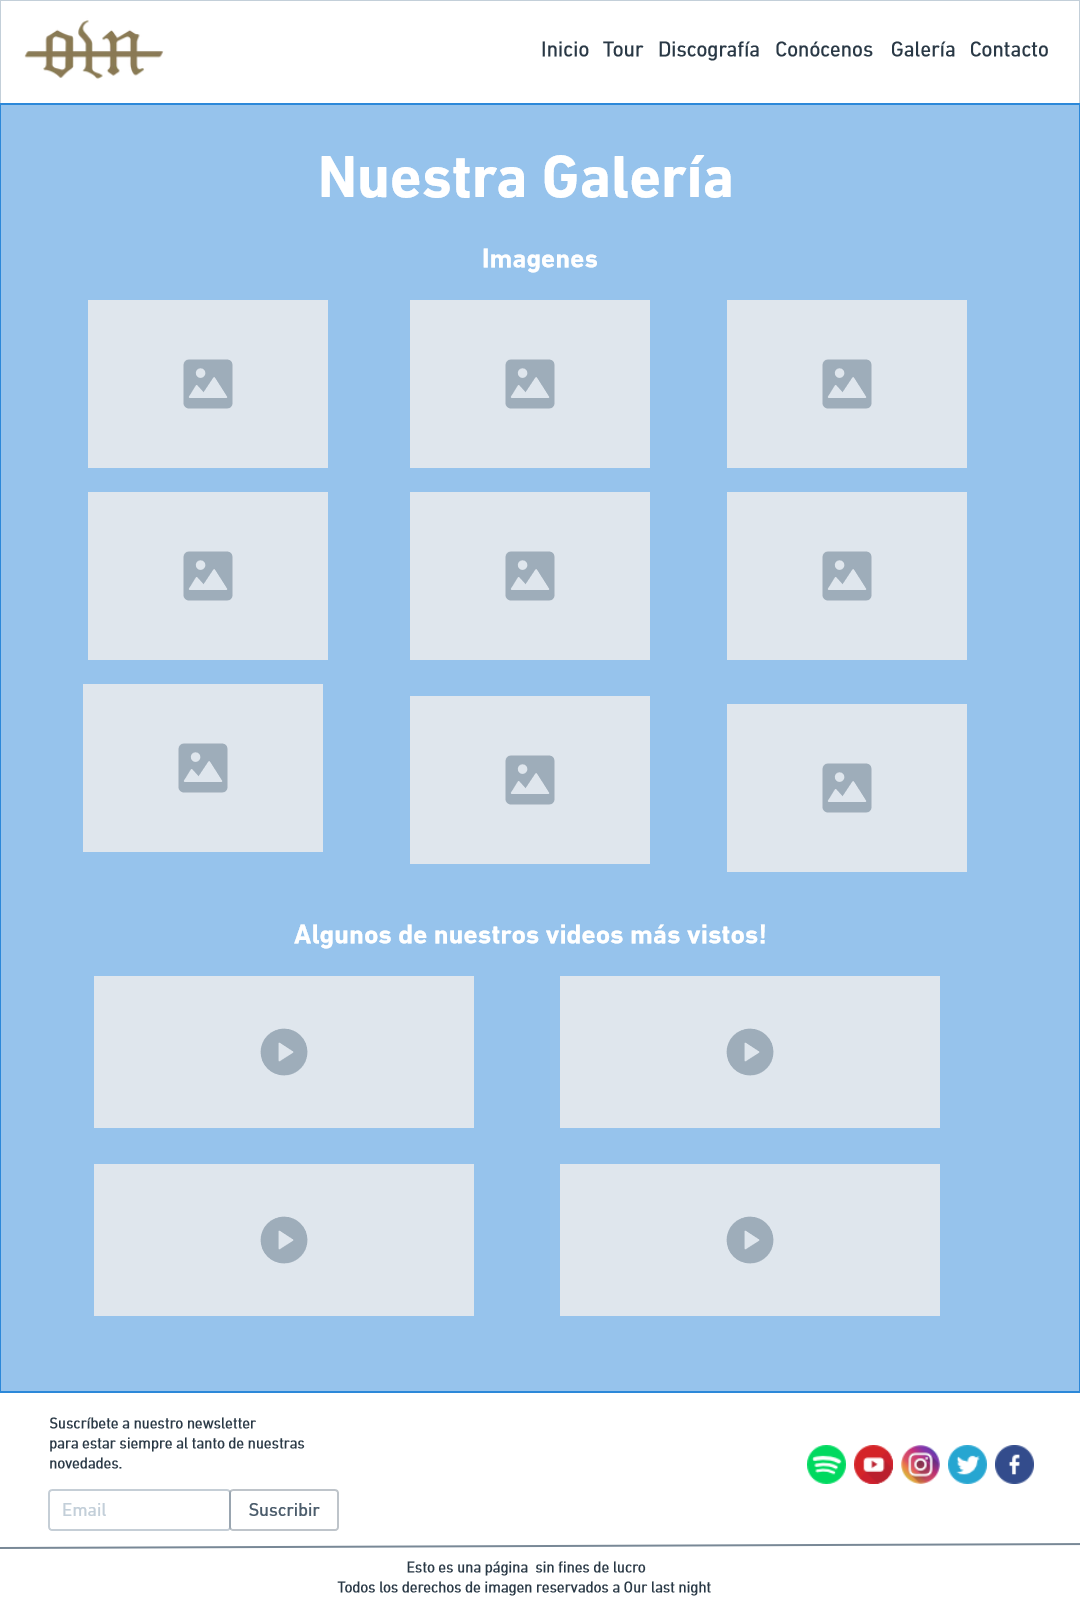 oln
Inicio Tour Discografía Conócenos Galería Contacto
Nuestra Galería
Imagenes
Algunos de nuestros videos más vistos!
Suscríbete a nuestro newsletter
para estar siempre al tanto de nuestras
novedades.
Email Suscribir
Esto es una página sin fines de lucro
Todos los derechos de imagen reservados a Our last night